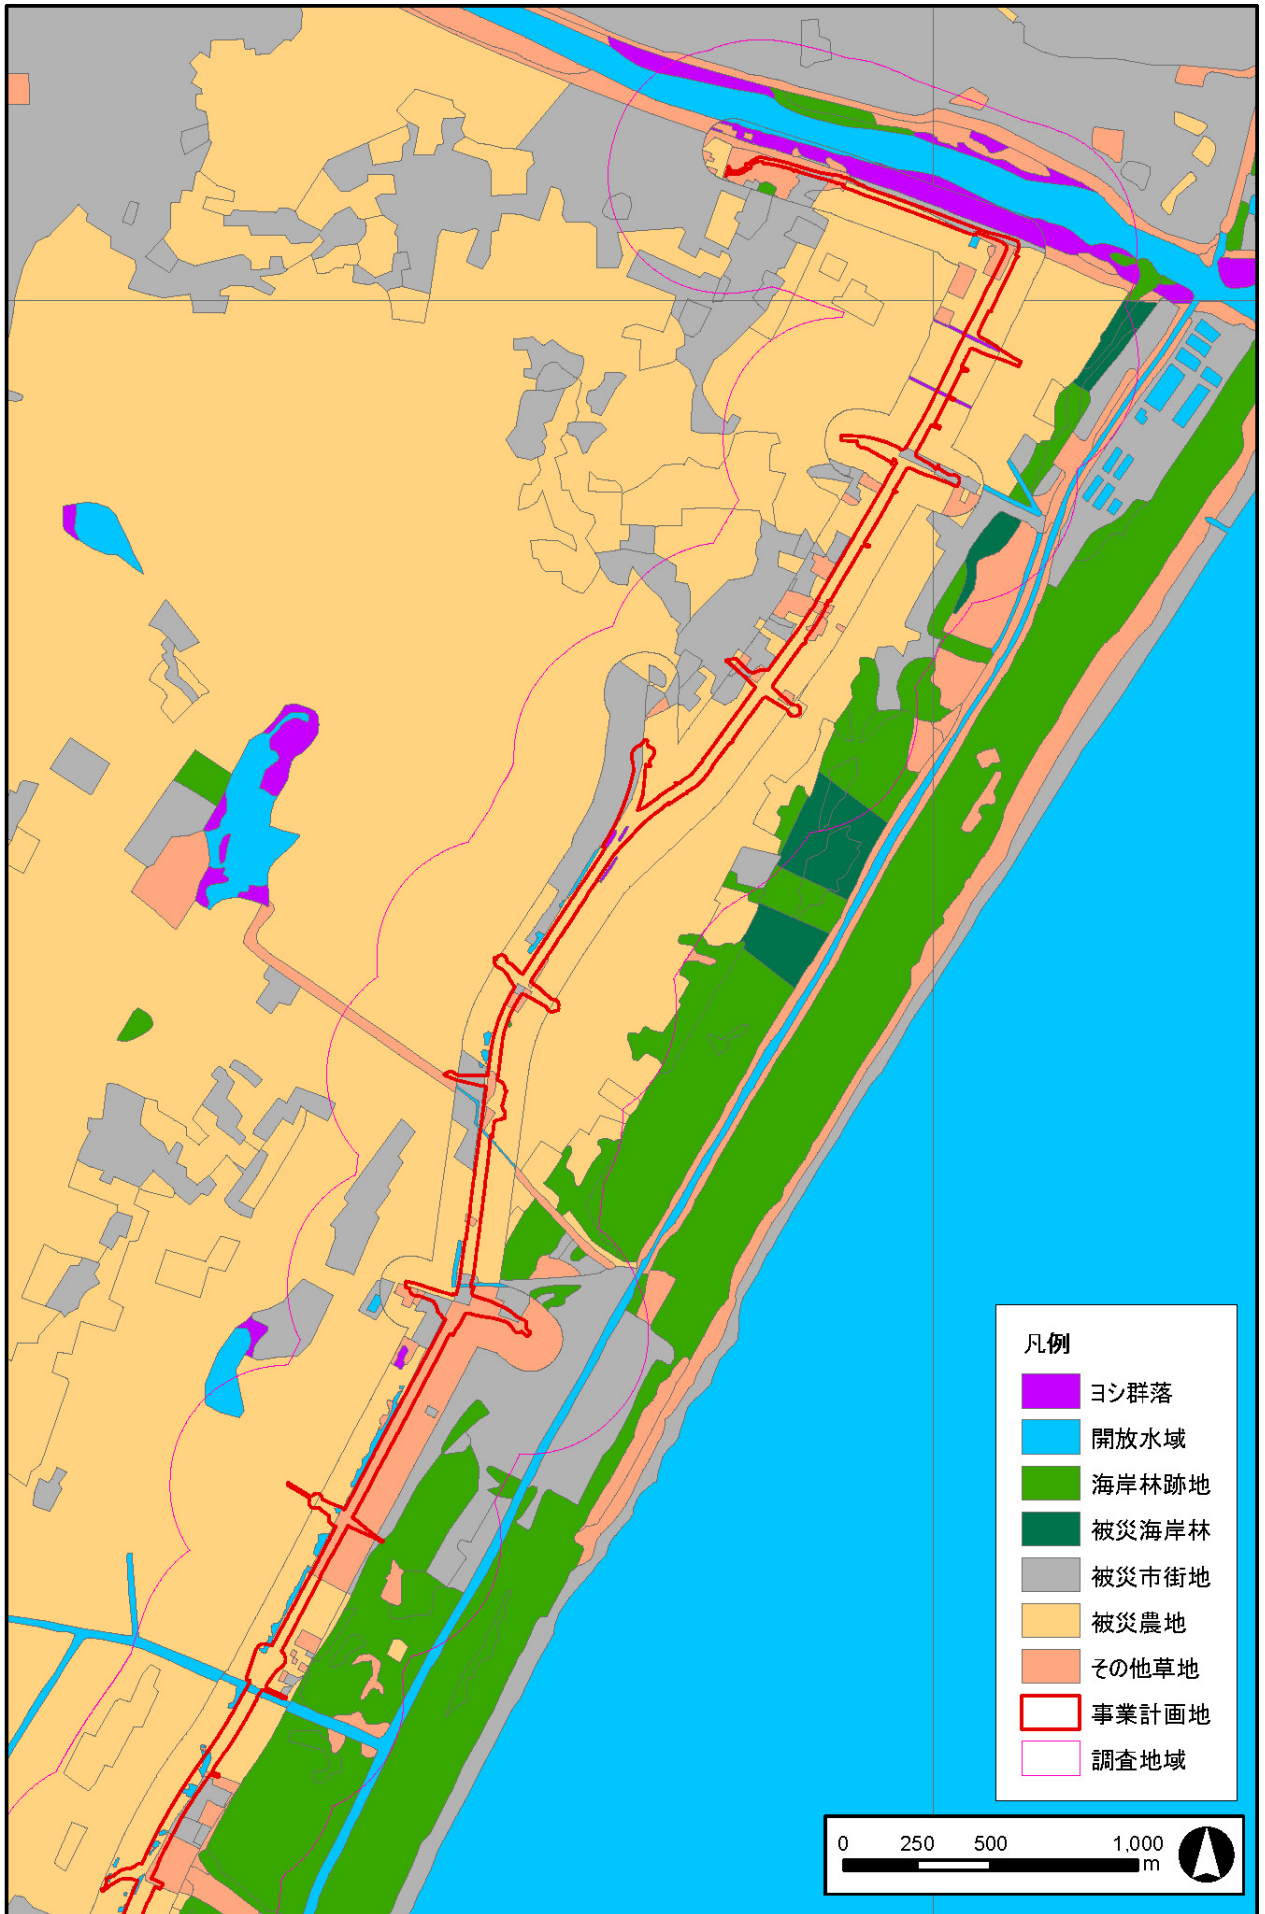 凡例
ヨシ群落
開放水域
海岸林跡地
被災海岸林
被災市街地
被災農地
その他草地
事業計画地
調査地域
0 250 500 1,000
m